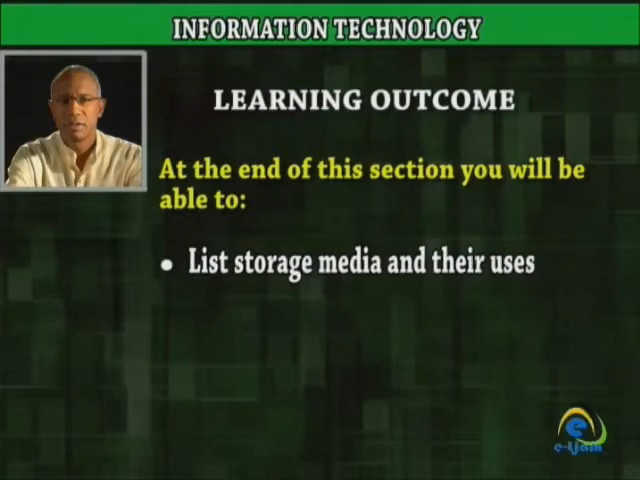 INFORMATION TECHNOLOGY
LEARNING OUTCOME
At the end of this section you will be
able to:
• List storage media and their uses
e
e-Ljam